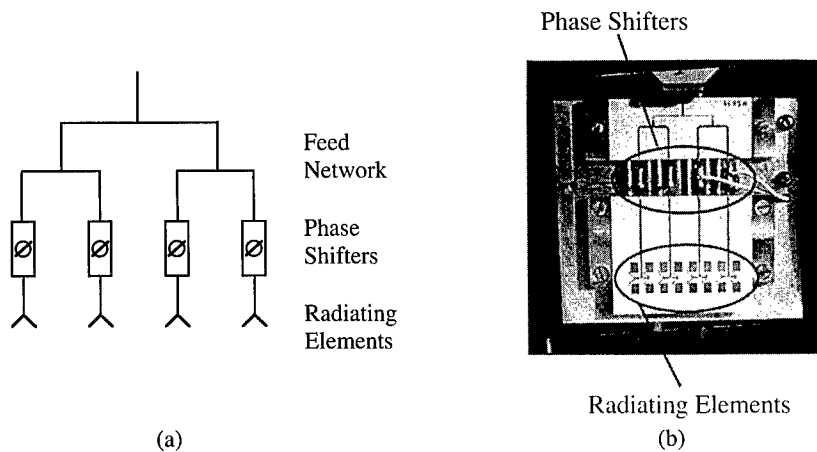 Phase Shifters
Feed
Network
Phase
Shifters
Radiating
Elements
Radiating Elements
(a)
(b)